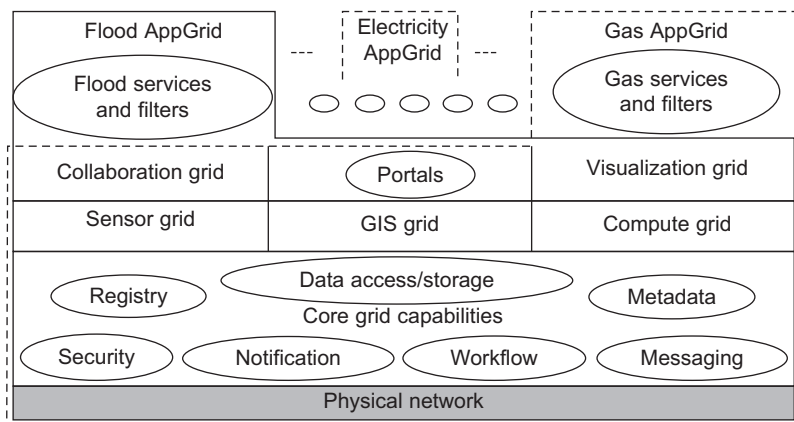 Flood AppGrid
Electricity
AppGrid
Gas AppGrid
Flood services
and filters
Gas services
and filters
Collaboration grid
Portals
Visualization grid
Sensor grid
GIS grid
Compute grid
Data access/storage
Registry
Metadata
Core grid capabilities
Security
Notification
Workflow
Messaging
Physical network